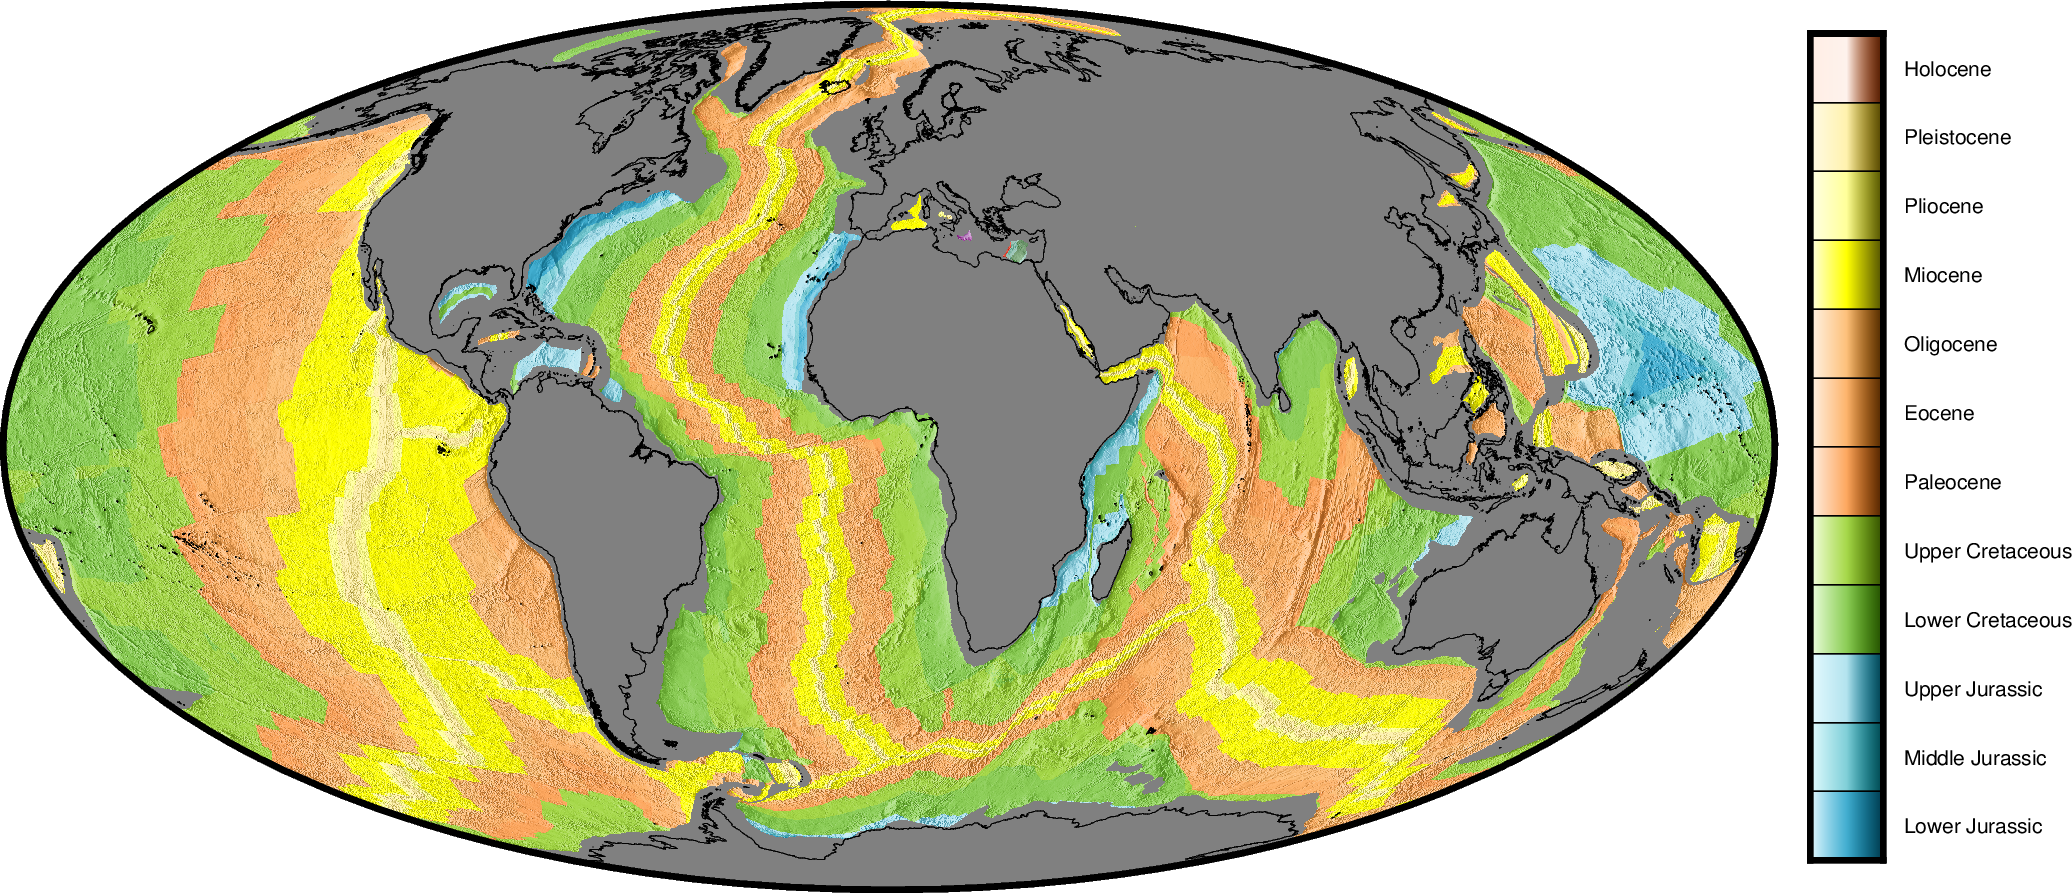 Holocene
Pleistocene
Pliocene
Miocene
Oligocene
Eocene
Paleocene
Upper Cretaceous
Lower Cretaceous
Upper Jurassic
Middle Jurassic
Lower Jurassic